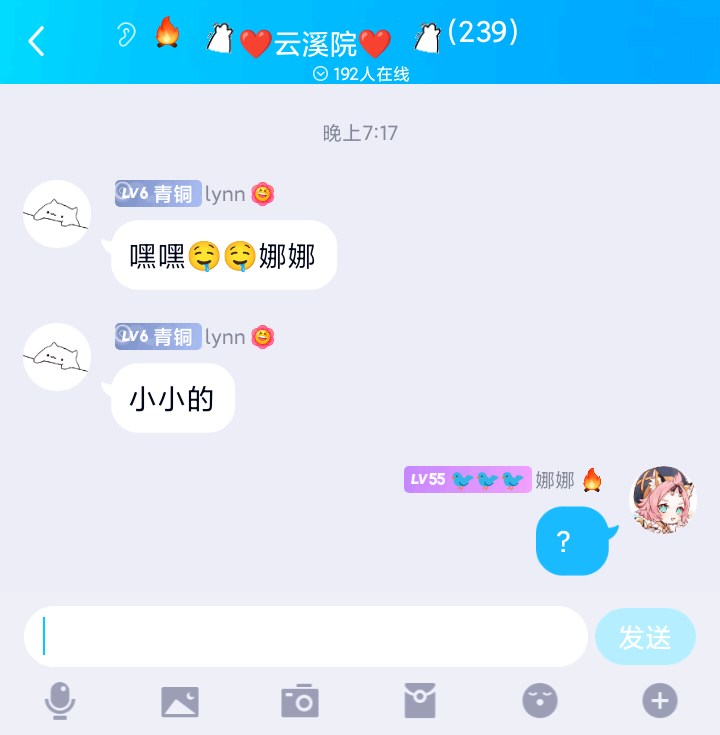 ❤️云溪院❤️ (239)
192人在线
晚上7:17
LV6 青铜 lynn
嘿嘿🤤🤤娜娜
LV6 青铜 lynn
小小的
LV55 🐦🐦🐦 娜娜 🔥
？
发送